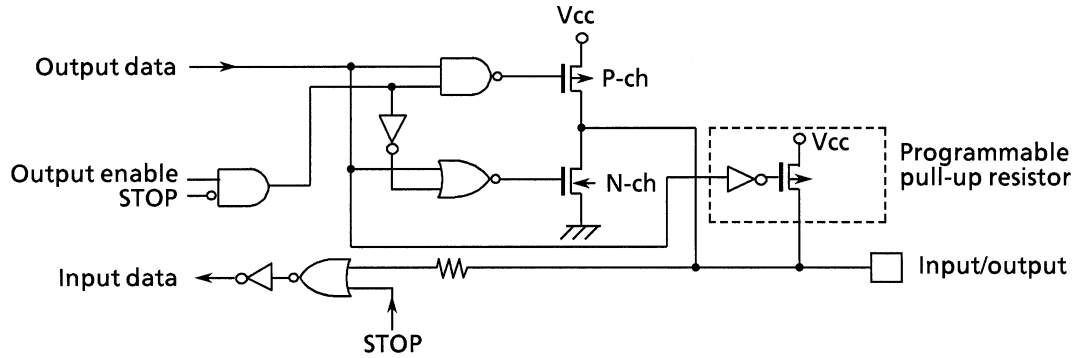 Vcc
Output data
P-ch
Vcc
Programmable
pull-up resistor
Output enable
STOP
N-ch
Input data
Input/output
STOP